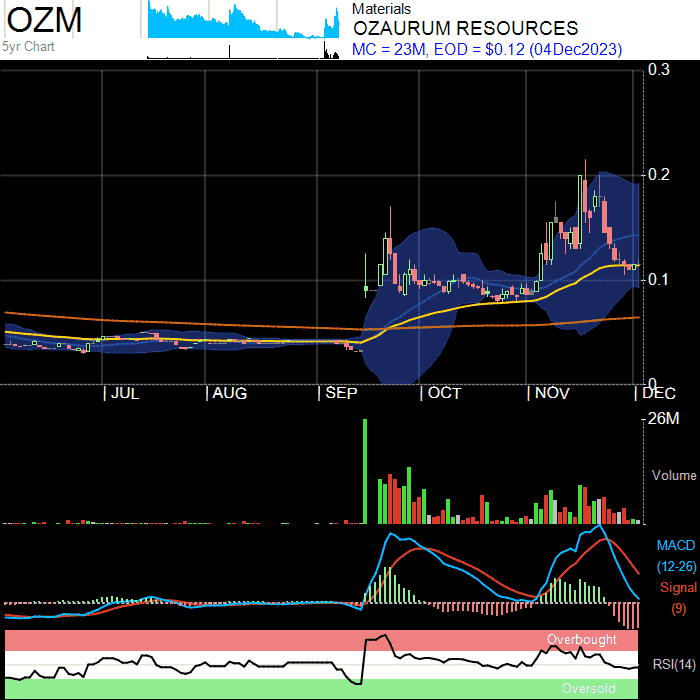 OZM
5yr Chart
Materials
OZAURUM RESOURCES
MC = 23M, EOD = $0.12 (04Dec2023)
0.3
0.2
0.1
0
| JUL | AUG | SEP | OCT | NOV | DEC
26M
Volume
MACD
(12-26)
Signal
(9)
Overbought
RSI(14)
Oversold